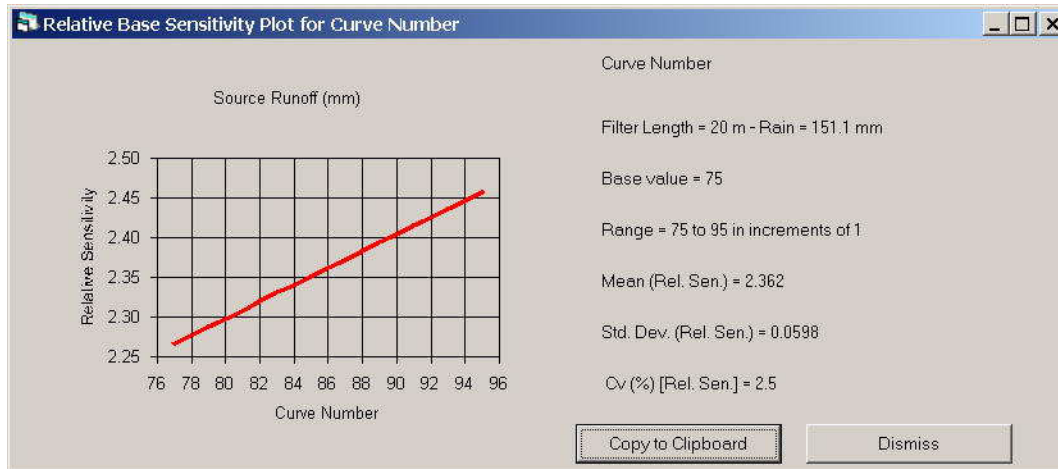 Relative Base Sensitivity Plot for Curve Number
Source Runoff (mm)
Relative Sensitivity
2.50
2.45
2.40
2.35
2.30
2.25
76 78 80 82 84 86 88 90 92 94 96
Curve Number
Curve Number
Filter Length = 20 m - Rain = 151.1 mm
Base value = 75
Range = 75 to 95 in increments of 1
Mean (Rel. Sen.) = 2.362
Std. Dev. (Rel. Sen.) = 0.0598
Cv (%) [Rel. Sen.] = 2.5
Copy to Clipboard
Dismiss